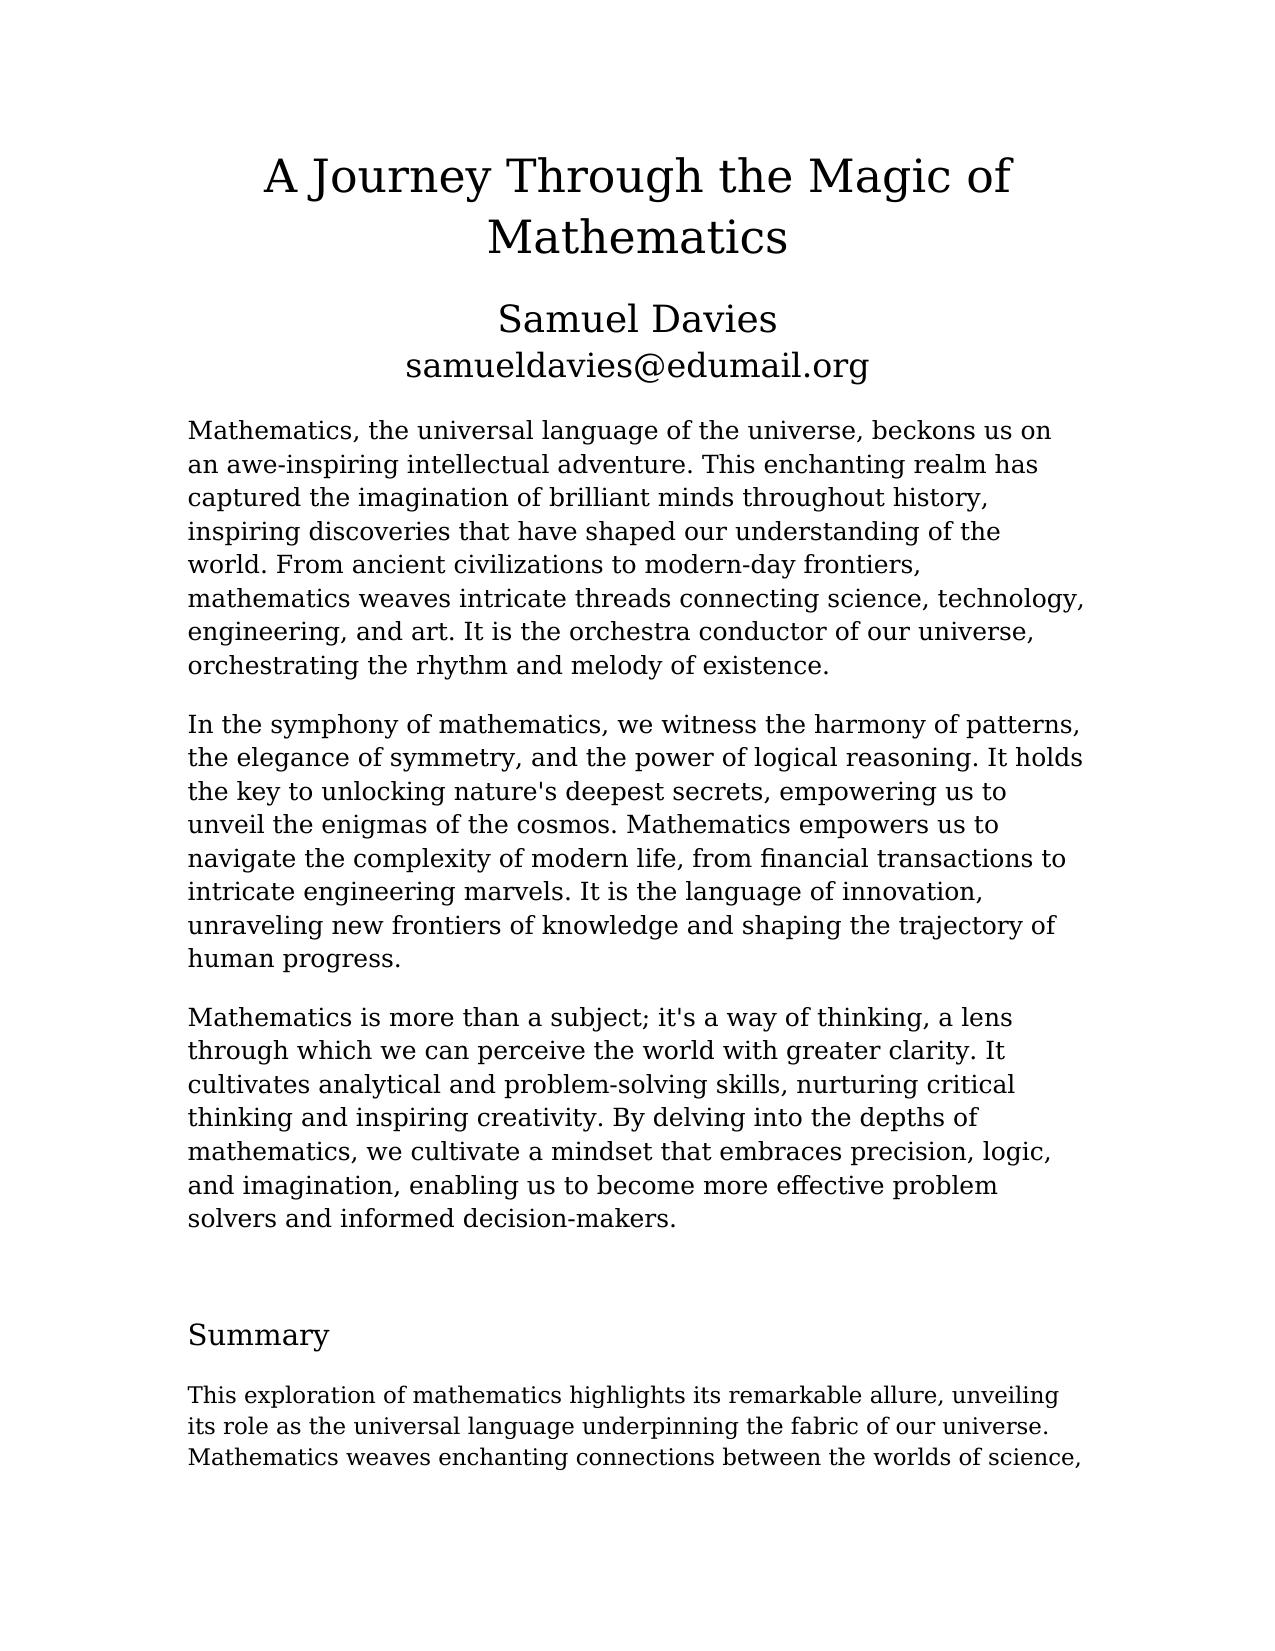 A Journey Through the Magic of
Mathematics
Samuel Davies
samueldavies@edumail.org
Mathematics, the universal language of the universe, beckons us on
an awe-inspiring intellectual adventure. This enchanting realm has
captured the imagination of brilliant minds throughout history,
inspiring discoveries that have shaped our understanding of the
world. From ancient civilizations to modern-day frontiers,
mathematics weaves intricate threads connecting science, technology,
engineering, and art. It is the orchestra conductor of our universe,
orchestrating the rhythm and melody of existence.
In the symphony of mathematics, we witness the harmony of patterns,
the elegance of symmetry, and the power of logical reasoning. It holds
the key to unlocking nature's deepest secrets, empowering us to
unveil the enigmas of the cosmos. Mathematics empowers us to
navigate the complexity of modern life, from financial transactions to
intricate engineering marvels. It is the language of innovation,
unraveling new frontiers of knowledge and shaping the trajectory of
human progress.
Mathematics is more than a subject; it's a way of thinking, a lens
through which we can perceive the world with greater clarity. It
cultivates analytical and problem-solving skills, nurturing critical
thinking and inspiring creativity. By delving into the depths of
mathematics, we cultivate a mindset that embraces precision, logic,
and imagination, enabling us to become more effective problem
solvers and informed decision-makers.
Summary
This exploration of mathematics highlights its remarkable allure, unveiling
its role as the universal language underpinning the fabric of our universe.
Mathematics weaves enchanting connections between the worlds of science,